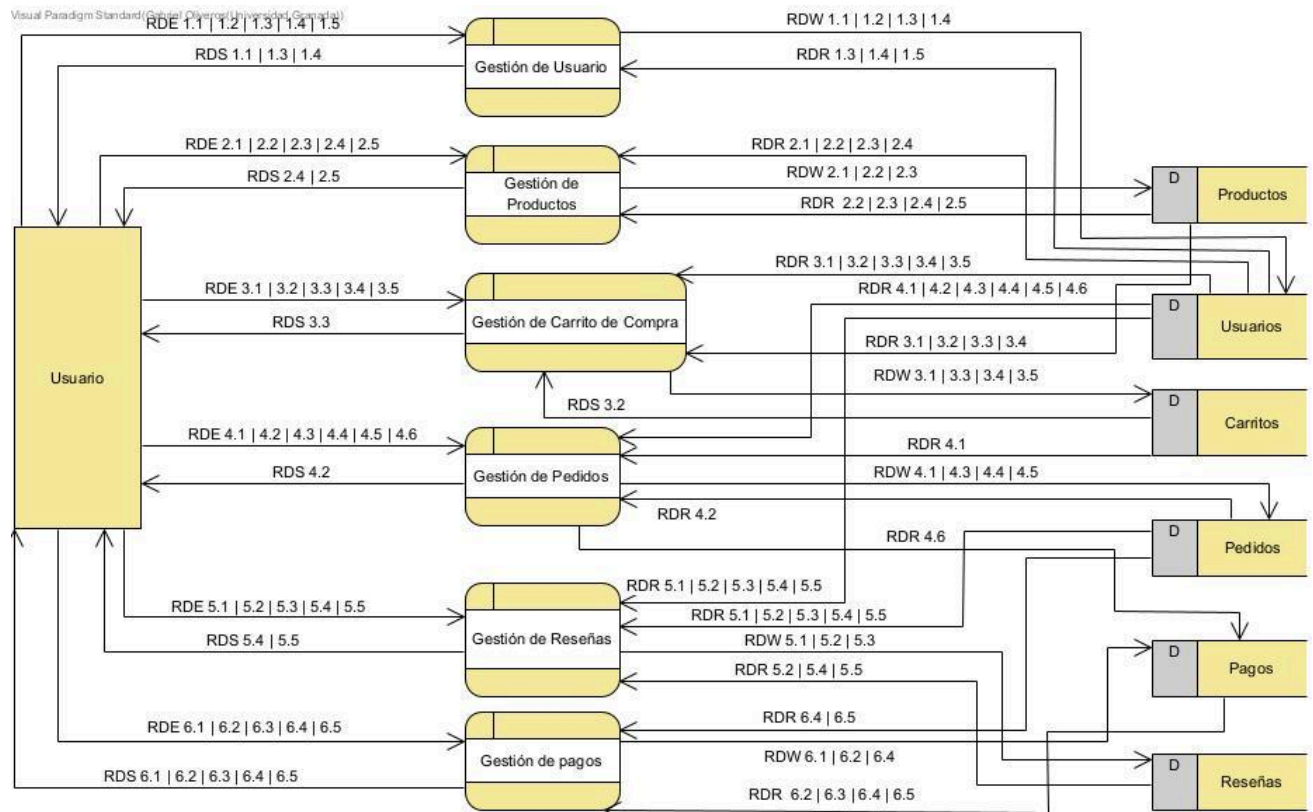 Visual Paradigm Standard(Gabriel Oliveros(Universidad Granada))
RDE 1.1 | 1.2 | 1.3 | 1.4 | 1.5
RDW 1.1 | 1.2 | 1.3 | 1.4
RDS 1.1 | 1.3 | 1.4
Gestión de Usuario
RDR 1.3 | 1.4 | 1.5
RDE 2.1 | 2.2 | 2.3 | 2.4 | 2.5
RDR 2.1 | 2.2 | 2.3 | 2.4
RDS 2.4 | 2.5
Gestión de
Productos
RDW 2.1 | 2.2 | 2.3
D
Productos
RDR 2.2 | 2.3 | 2.4 | 2.5
RDR 3.1 | 3.2 | 3.3 | 3.4 | 3.5
RDE 3.1 | 3.2 | 3.3 | 3.4 | 3.5
RDR 4.1 | 4.2 | 4.3 | 4.4 | 4.5 | 4.6
D
Usuarios
RDS 3.3
Gestión de Carrito de Compra
RDR 3.1 | 3.2 | 3.3 | 3.4
Usuario
RDW 3.1 | 3.3 | 3.4 | 3.5
RDS 3.2
D
Carritos
RDE 4.1 | 4.2 | 4.3 | 4.4 | 4.5 | 4.6
RDR 4.1
RDS 4.2
Gestión de Pedidos
RDW 4.1 | 4.3 | 4.4 | 4.5
RDR 4.2
D
Pedidos
RDR 4.6
RDR 5.1 | 5.2 | 5.3 | 5.4 | 5.5
RDE 5.1 | 5.2 | 5.3 | 5.4 | 5.5
RDR 5.1 | 5.2 | 5.3 | 5.4 | 5.5
RDS 5.4 | 5.5
Gestión de Reseñas
RDW 5.1 | 5.2 | 5.3
D
Pagos
RDR 5.2 | 5.4 | 5.5
RDE 6.1 | 6.2 | 6.3 | 6.4 | 6.5
RDR 6.4 | 6.5
RDS 6.1 | 6.2 | 6.3 | 6.4 | 6.5
Gestión de pagos
RDW 6.1 | 6.2 | 6.4
D
Reseñas
RDR 6.2 | 6.3 | 6.4 | 6.5